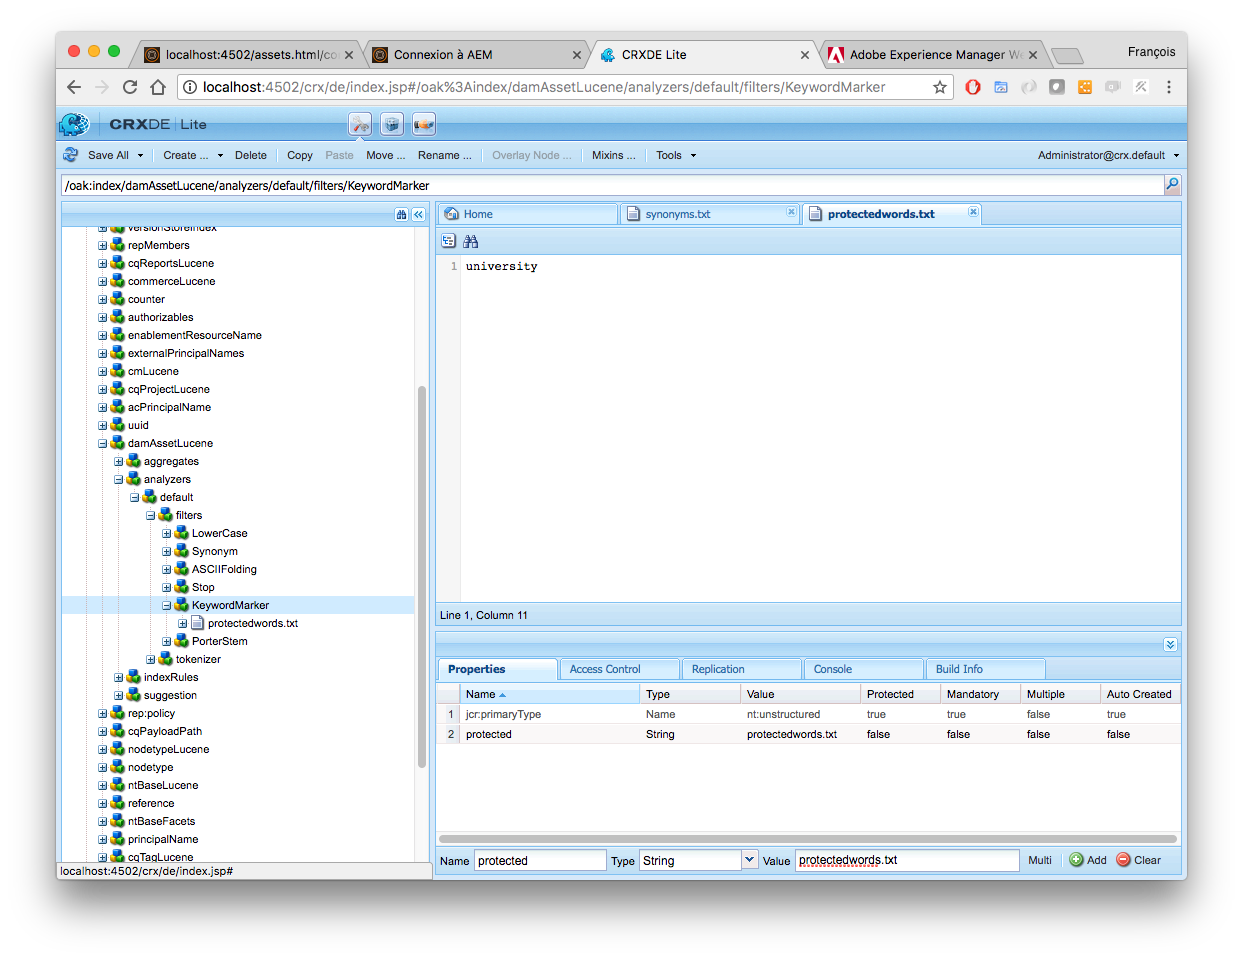 localhost:4502/assets.html/co
Connexion à AEM
CRXDE Lite
Adobe Experience Manager We
François
localhost:4502/crx/de/index.jsp#/oak%3Aindex/damAssetLucene/analyzers/default/filters/KeywordMarker
CRXDE | Lite
Save All
Create ...
Delete
Copy
Paste
Move ...
Rename ...
Overlay Node ...
Mixins ...
Tools
Administrator@crx.default
/oak:index/damAssetLucene/analyzers/default/filters/KeywordMarker
versionStoreIndex
repMembers
cqReportsLucene
commerceLucene
counter
authorizables
enablementResourceName
externalPrincipalNames
cmLucene
cqProjectLucene
acPrincipalName
uuid
damAssetLucene
aggregates
analyzers
default
filters
LowerCase
Synonym
ASCIIFolding
Stop
KeywordMarker
protectedwords.txt
PorterStem
tokenizer
indexRules
suggestion
rep:policy
cqPayloadPath
nodetypeLucene
nodetype
ntBaseLucene
reference
ntBaseFacets
principalName
cqTagLucene
localhost:4502/crx/de/index.jsp#
Home
synonyms.txt
protectedwords.txt
1 university
Line 1, Column 11
Properties
Access Control
Replication
Console
Build Info
Name Type Value Protected Mandatory Multiple Auto Created
1 jcr:primaryType Name nt:unstructured true true false true
2 protected String protectedwords.txt false false false false
Name protected Type String Value protectedwords.txt Multi Add Clear